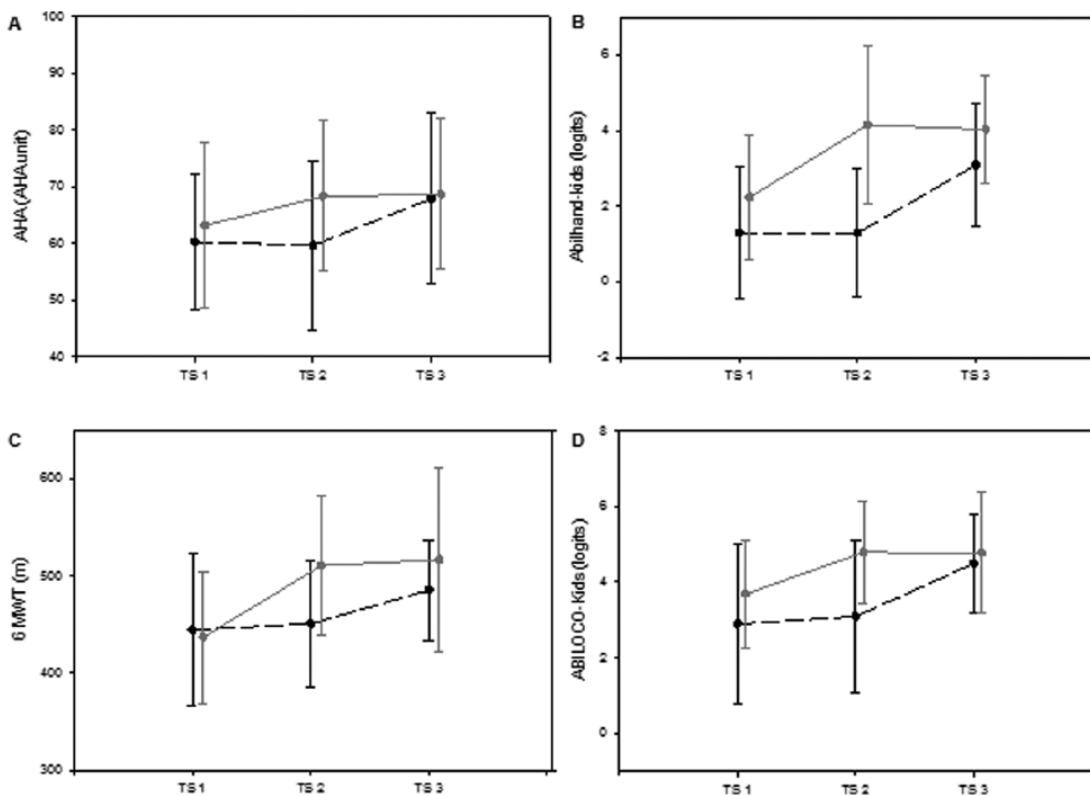 A
AHA (AHA unit)
100
90
80
70
60
50
40
TS 1
TS 2
TS 3
B
Abilhand-kids (logits)
6
4
2
0
-2
TS 1
TS 2
TS 3
C
6 MWT (m)
600
500
400
300
TS 1
TS 2
TS 3
D
ABILOCO-Kids (logits)
8
6
4
2
0
TS 1
TS 2
TS 3